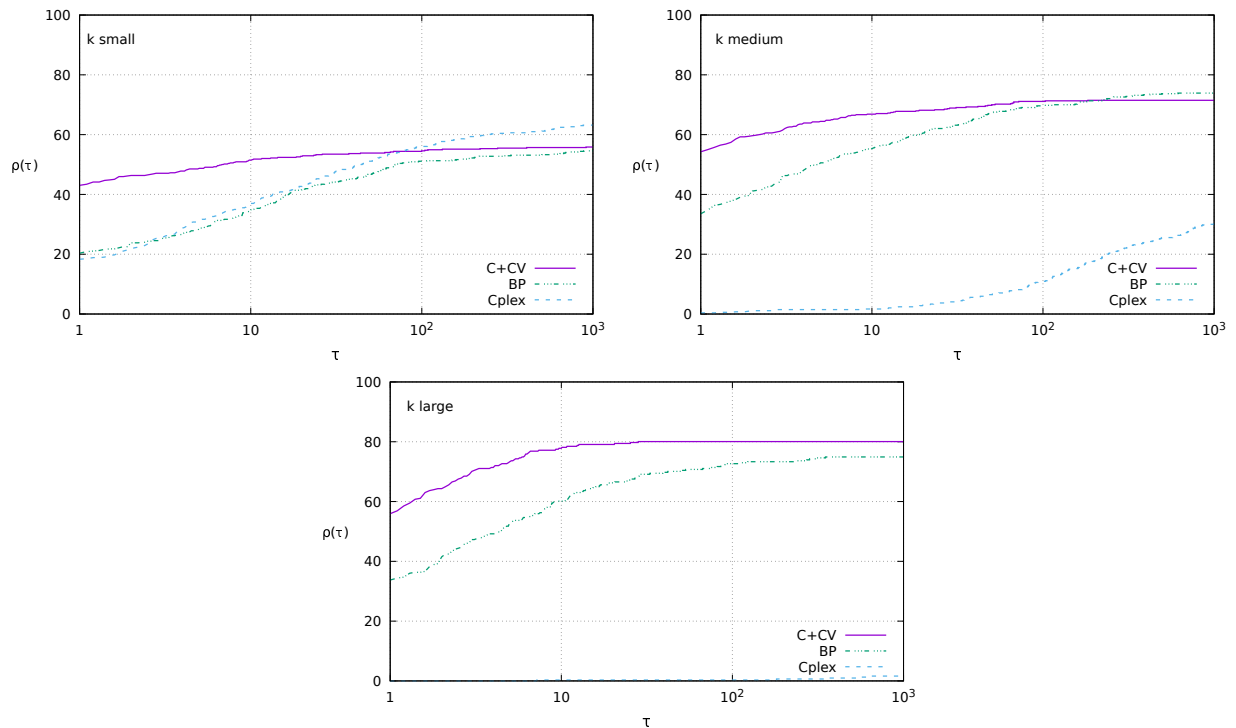 k small
100
80
60
40
20
0
ρ(τ)
C+CV
BP
Cplex
1
10
10²
10³
τ
k medium
100
80
60
40
20
0
ρ(τ)
C+CV
BP
Cplex
1
10
10²
10³
τ
k large
100
80
60
40
20
0
ρ(τ)
C+CV
BP
Cplex
1
10
10²
10³
τ